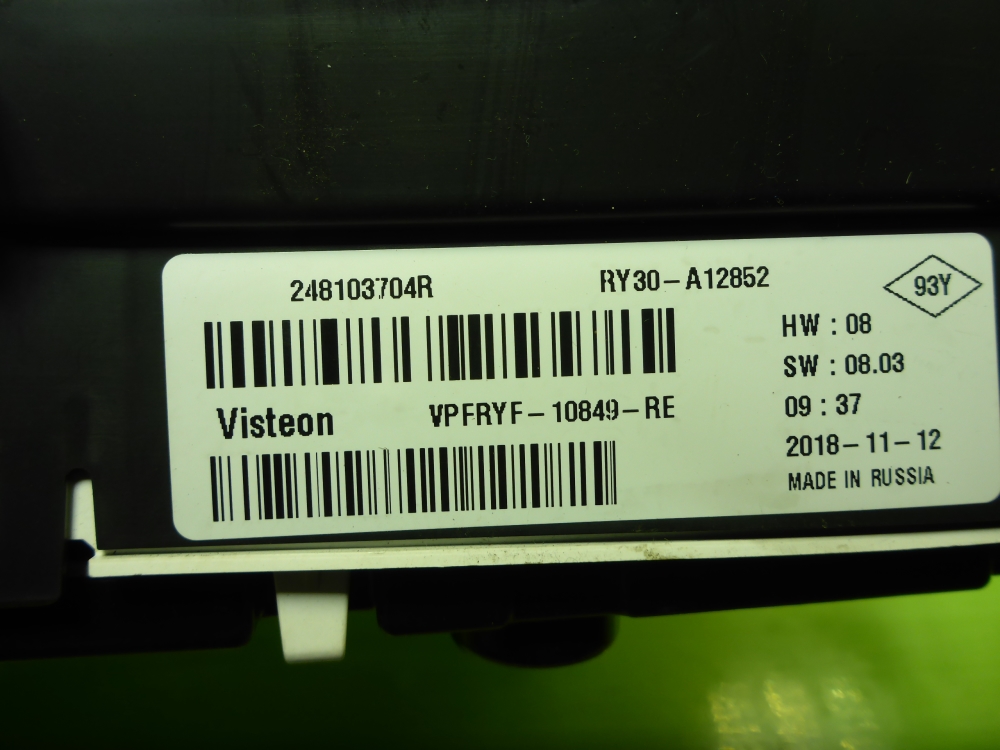 248103704R RY30-A12852
93Y
HW : 08
SW : 08.03
Visteon VPFRYF-10849-RE
09 : 37
2018-11-12
MADE IN RUSSIA